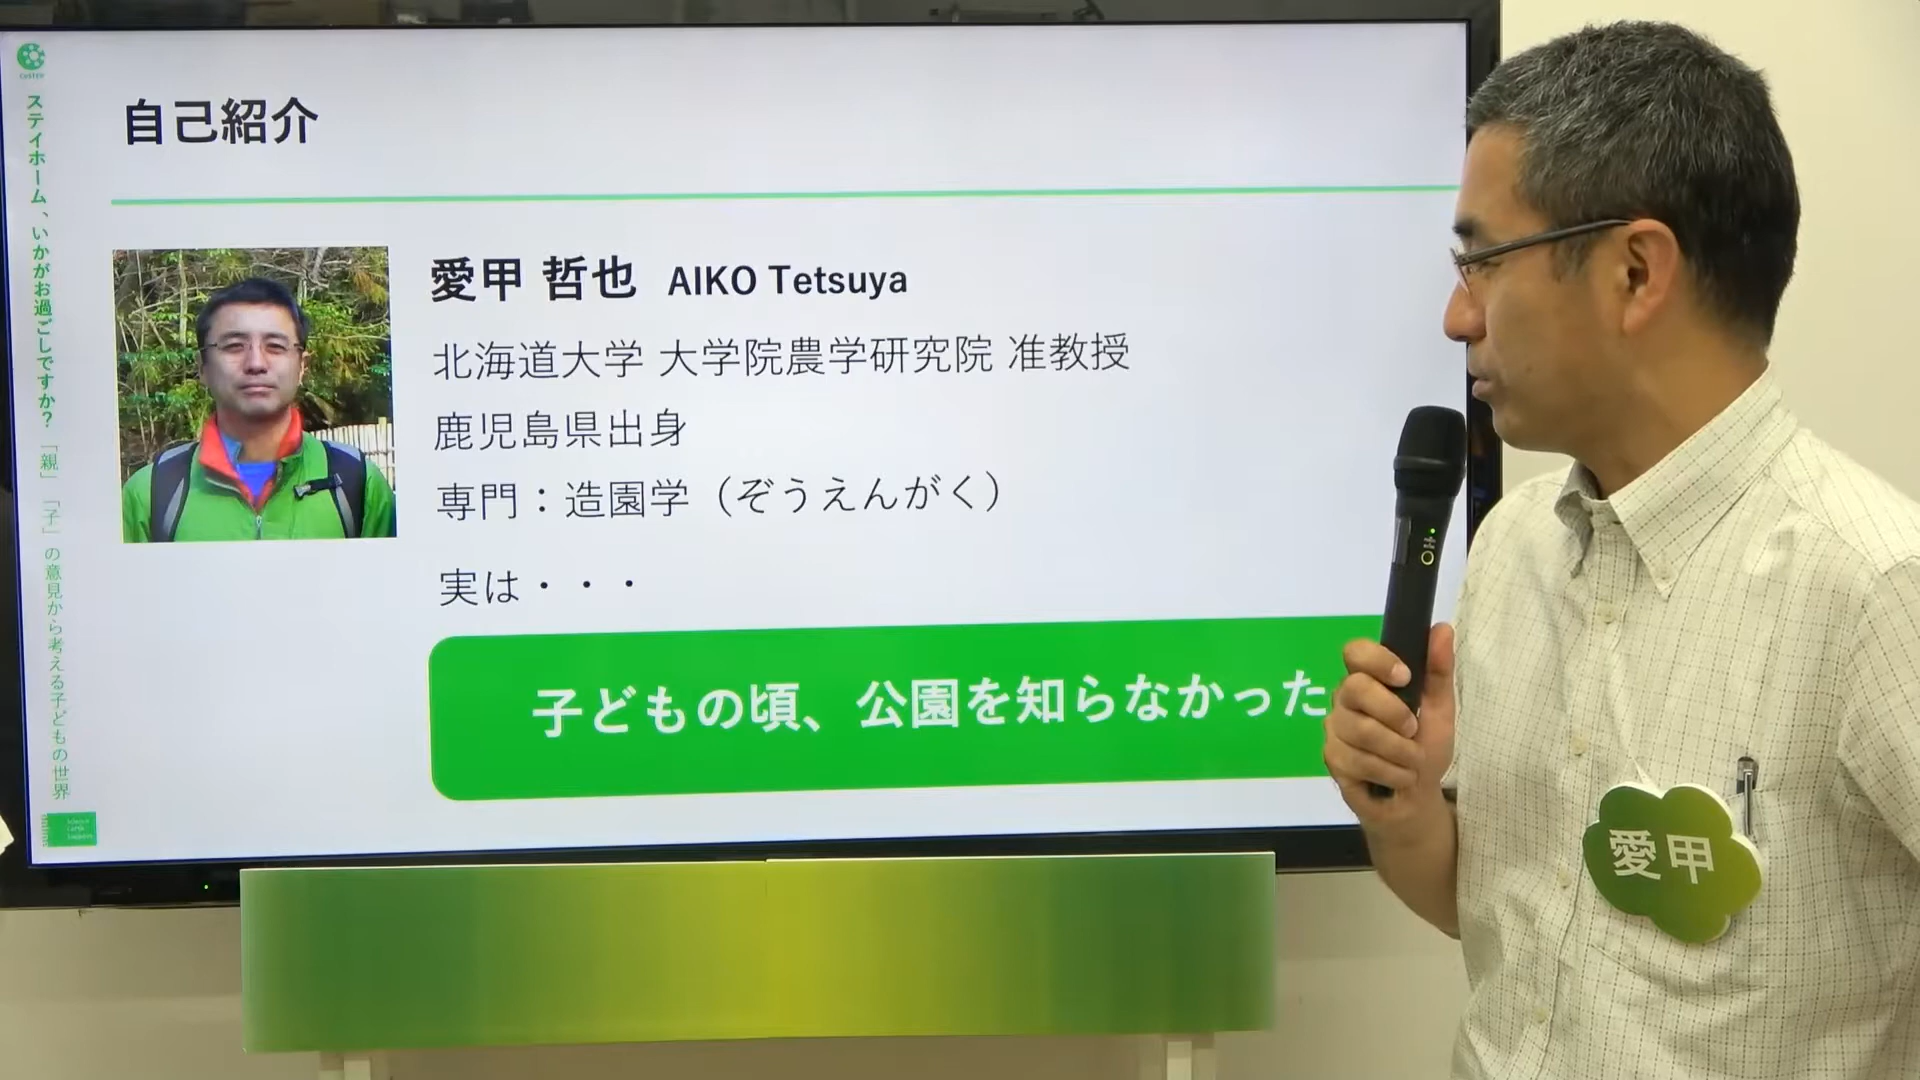 自己紹介
愛甲 哲也 AIKO Tetsuya
北海道大学 大学院農学研究院 准教授
鹿児島県出身
専門：造園学（ぞうえんがく）
実は・・・
子どもの頃、公園を知らなかった
ステイホーム、いかがお過ごしですか？ 「親」「子」の意見から考える子どもの世界
CoSTEP
愛甲